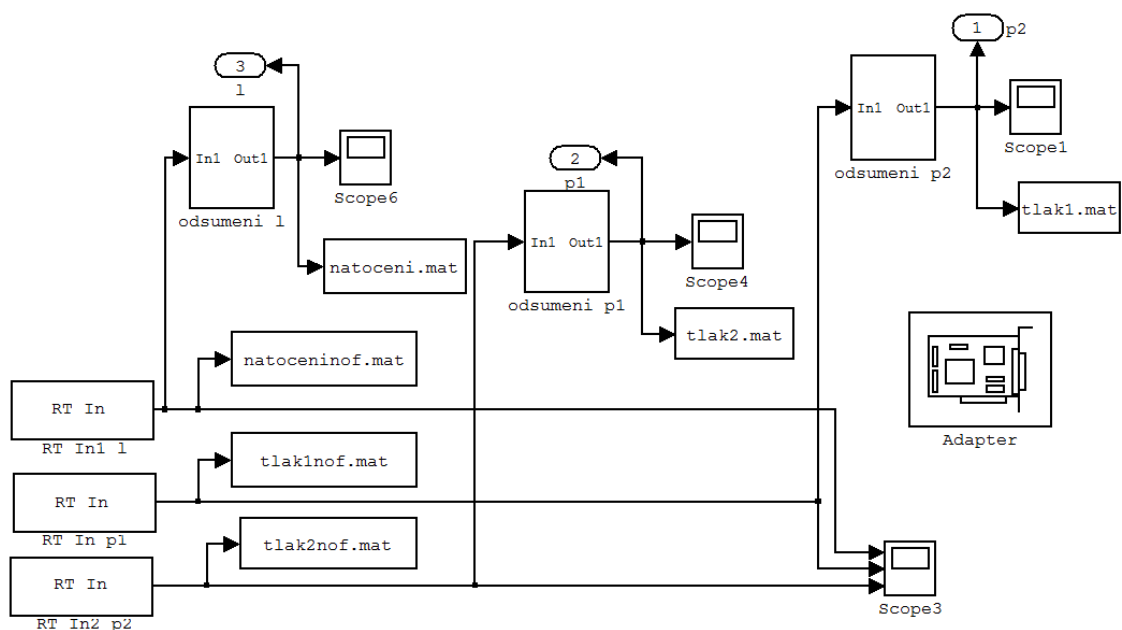 1
p2
In1 Out1
odsumeni p2
Scope1
tlak1.mat
3
l
In1 Out1
odsumeni l
Scope6
natoceni.mat
2
p1
In1 Out1
odsumeni p1
Scope4
tlak2.mat
natoceninof.mat
RT In
RT In1 l
tlak1nof.mat
RT In
RT In p1
tlak2nof.mat
RT In
RT In2 p2
Adapter
Scope3